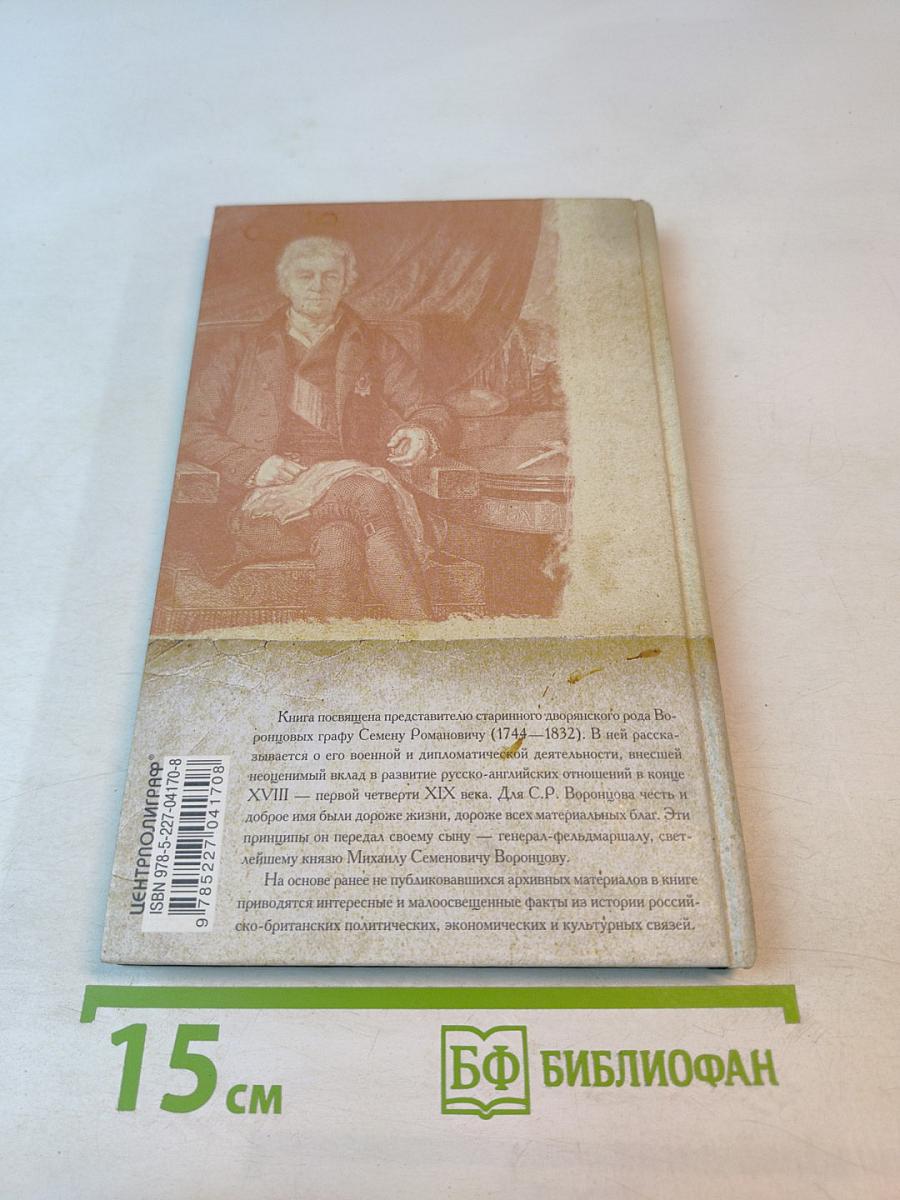 Книга посвящена представителю старинного дворянского рода Во-
ронцовых графу Семену Романовичу (1744—1832). В ней расска-
зывается о его военной и дипломатической деятельности, внесшей
неоценимый вклад в развитие русско-английских отношений в конце
XVIII — первой четверти XIX века. Для С.Р. Воронцова честь и
доброе имя были дороже жизни, дороже всех материальных благ. Эти
принципы он передал своему сыну — генерал-фельдмаршалу, свет-
лейшему князю Михаилу Семеновичу Воронцову.
На основе ранее не публиковавшихся архивных материалов в книге
приводятся интересные и малоосвещенные факты из истории россий-
ско-британских политических, экономических и культурных связей.
ЦЕНТРПОЛИГРАФ®
ISBN 978-5-227-04170-8
9 785227 041708
15 см
БФ БИБЛИОФАН